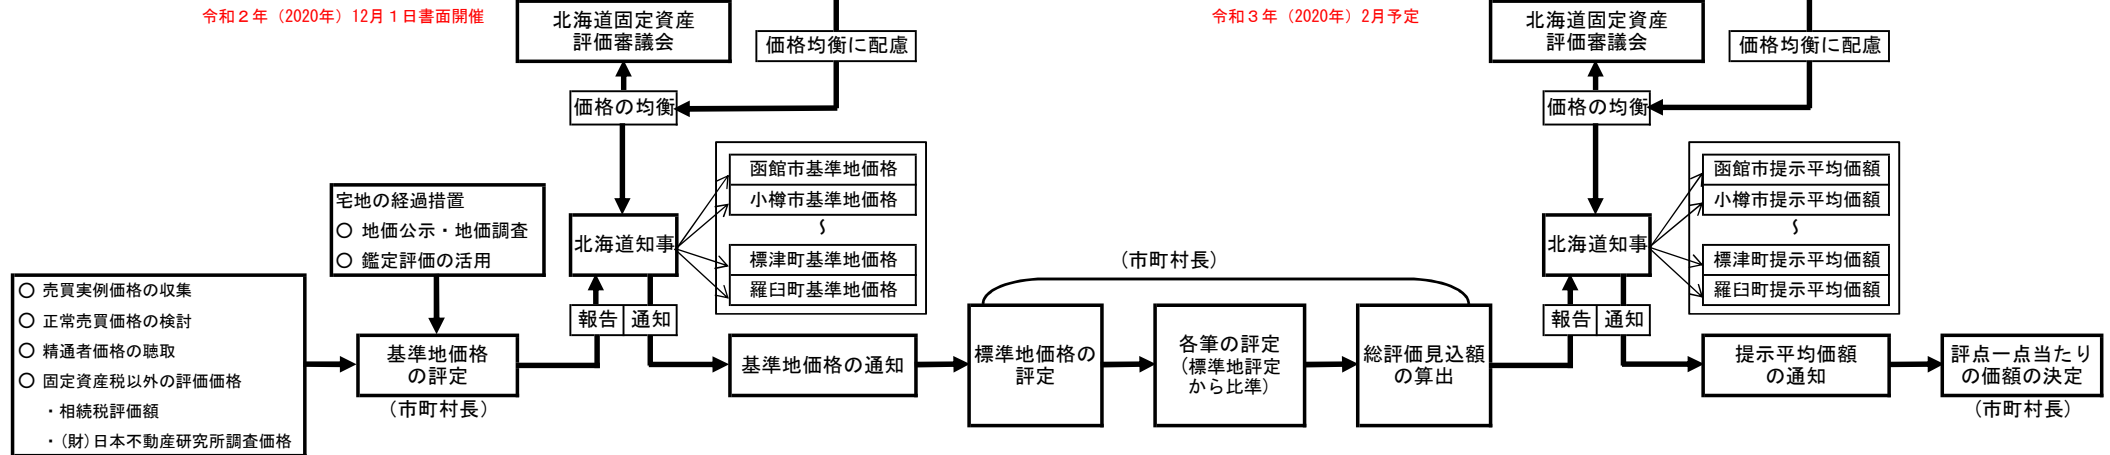 令和２年（2020年）12月１日書面開催
北海道固定資産
評価審議会
価格均衡に配慮
価格の均衡
宅地の経過措置
○ 地価公示・地価調査
○ 鑑定評価の活用
北海道知事
函館市基準地価格
小樽市基準地価格
～
標津町基準地価格
羅臼町基準地価格
報告
通知
○ 売買実例価格の収集
○ 正常売買価格の検討
○ 精通者価格の聴取
○ 固定資産税以外の評価価格
・相続税評価額
・(財)日本不動産研究所調査価格
基準地価格
の評定
(市町村長)
基準地価格の通知
(市町村長)
標準地価格の
評定
各筆の評定
(標準地評定
から比準)
総評価見込額
の算出
令和３年（2020年）2月予定
北海道固定資産
評価審議会
価格均衡に配慮
価格の均衡
北海道知事
函館市提示平均価額
小樽市提示平均価額
～
標津町提示平均価額
羅臼町提示平均価額
報告
通知
提示平均価額
の通知
評点一点当たり
の価額の決定
(市町村長)